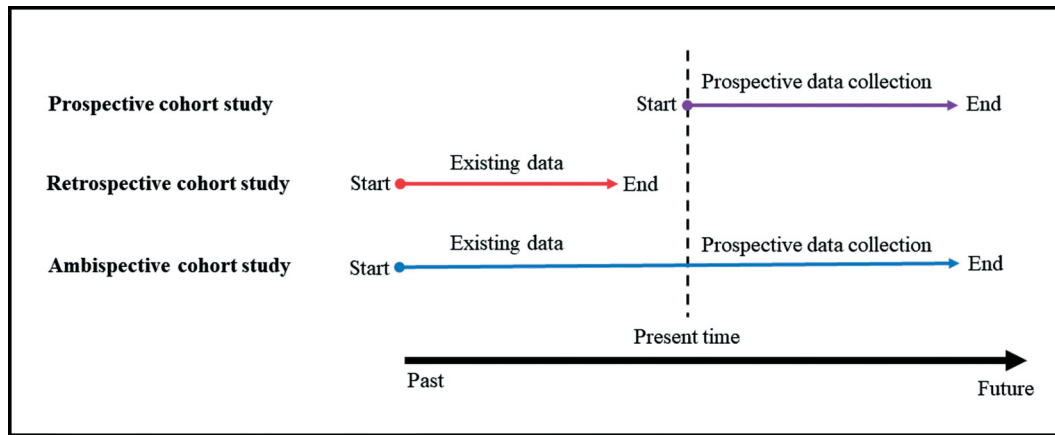 Prospective cohort study
Start
Prospective data collection
End
Retrospective cohort study
Start
Existing data
End
Ambispective cohort study
Start
Existing data
Prospective data collection
End
Present time
Past
Future